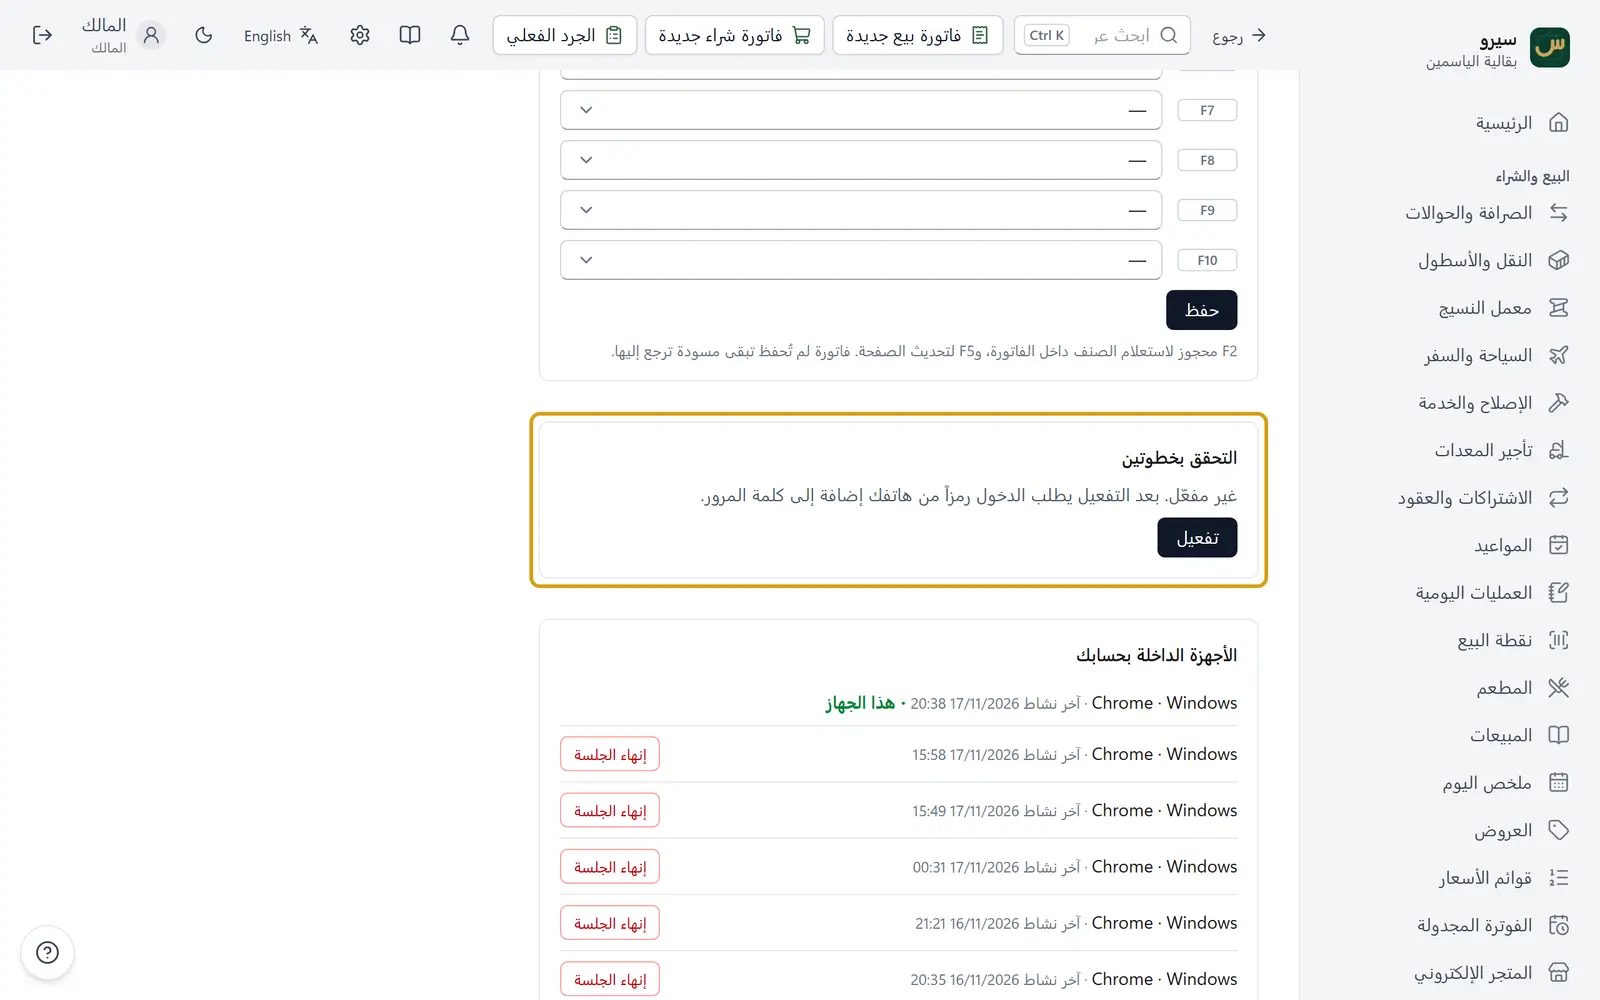 سيرو
بقالية الياسمين
رجوع
ابحث عر
Ctrl K
فاتورة بيع جديدة
فاتورة شراء جديدة
الجرد الفعلي
English
المالك
المالك
الرئيسية
البيع والشراء
الصرافة والحوالات
النقل والأسطول
معمل النسيج
السياحة والسفر
الإصلاح والخدمة
تأجير المعدات
الاشتراكات والعقود
المواعيد
العمليات اليومية
نقطة البيع
المطعم
المبيعات
ملخص اليوم
العروض
قوائم الأسعار
الفوترة المجدولة
المتجر الإلكتروني
F7 —
F8 —
F9 —
F10 —
حفظ
F2 محجوز لاستعلام الصنف داخل الفاتورة، وF5 لتحديث الصفحة. فاتورة لم تُحفظ تبقى مسودة ترجع إليها.
التحقق بخطوتين
غير مفعّل. بعد التفعيل يطلب الدخول رمزاً من هاتفك إضافة إلى كلمة المرور.
تفعيل
الأجهزة الداخلة بحسابك
Chrome · Windows · آخر نشاط 17/11/2026 20:38 · هذا الجهاز
Chrome · Windows · آخر نشاط 17/11/2026 15:58 إنهاء الجلسة
Chrome · Windows · آخر نشاط 17/11/2026 15:49 إنهاء الجلسة
Chrome · Windows · آخر نشاط 17/11/2026 00:31 إنهاء الجلسة
Chrome · Windows · آخر نشاط 16/11/2026 21:21 إنهاء الجلسة
Chrome · Windows · آخر نشاط 16/11/2026 20:35 إنهاء الجلسة